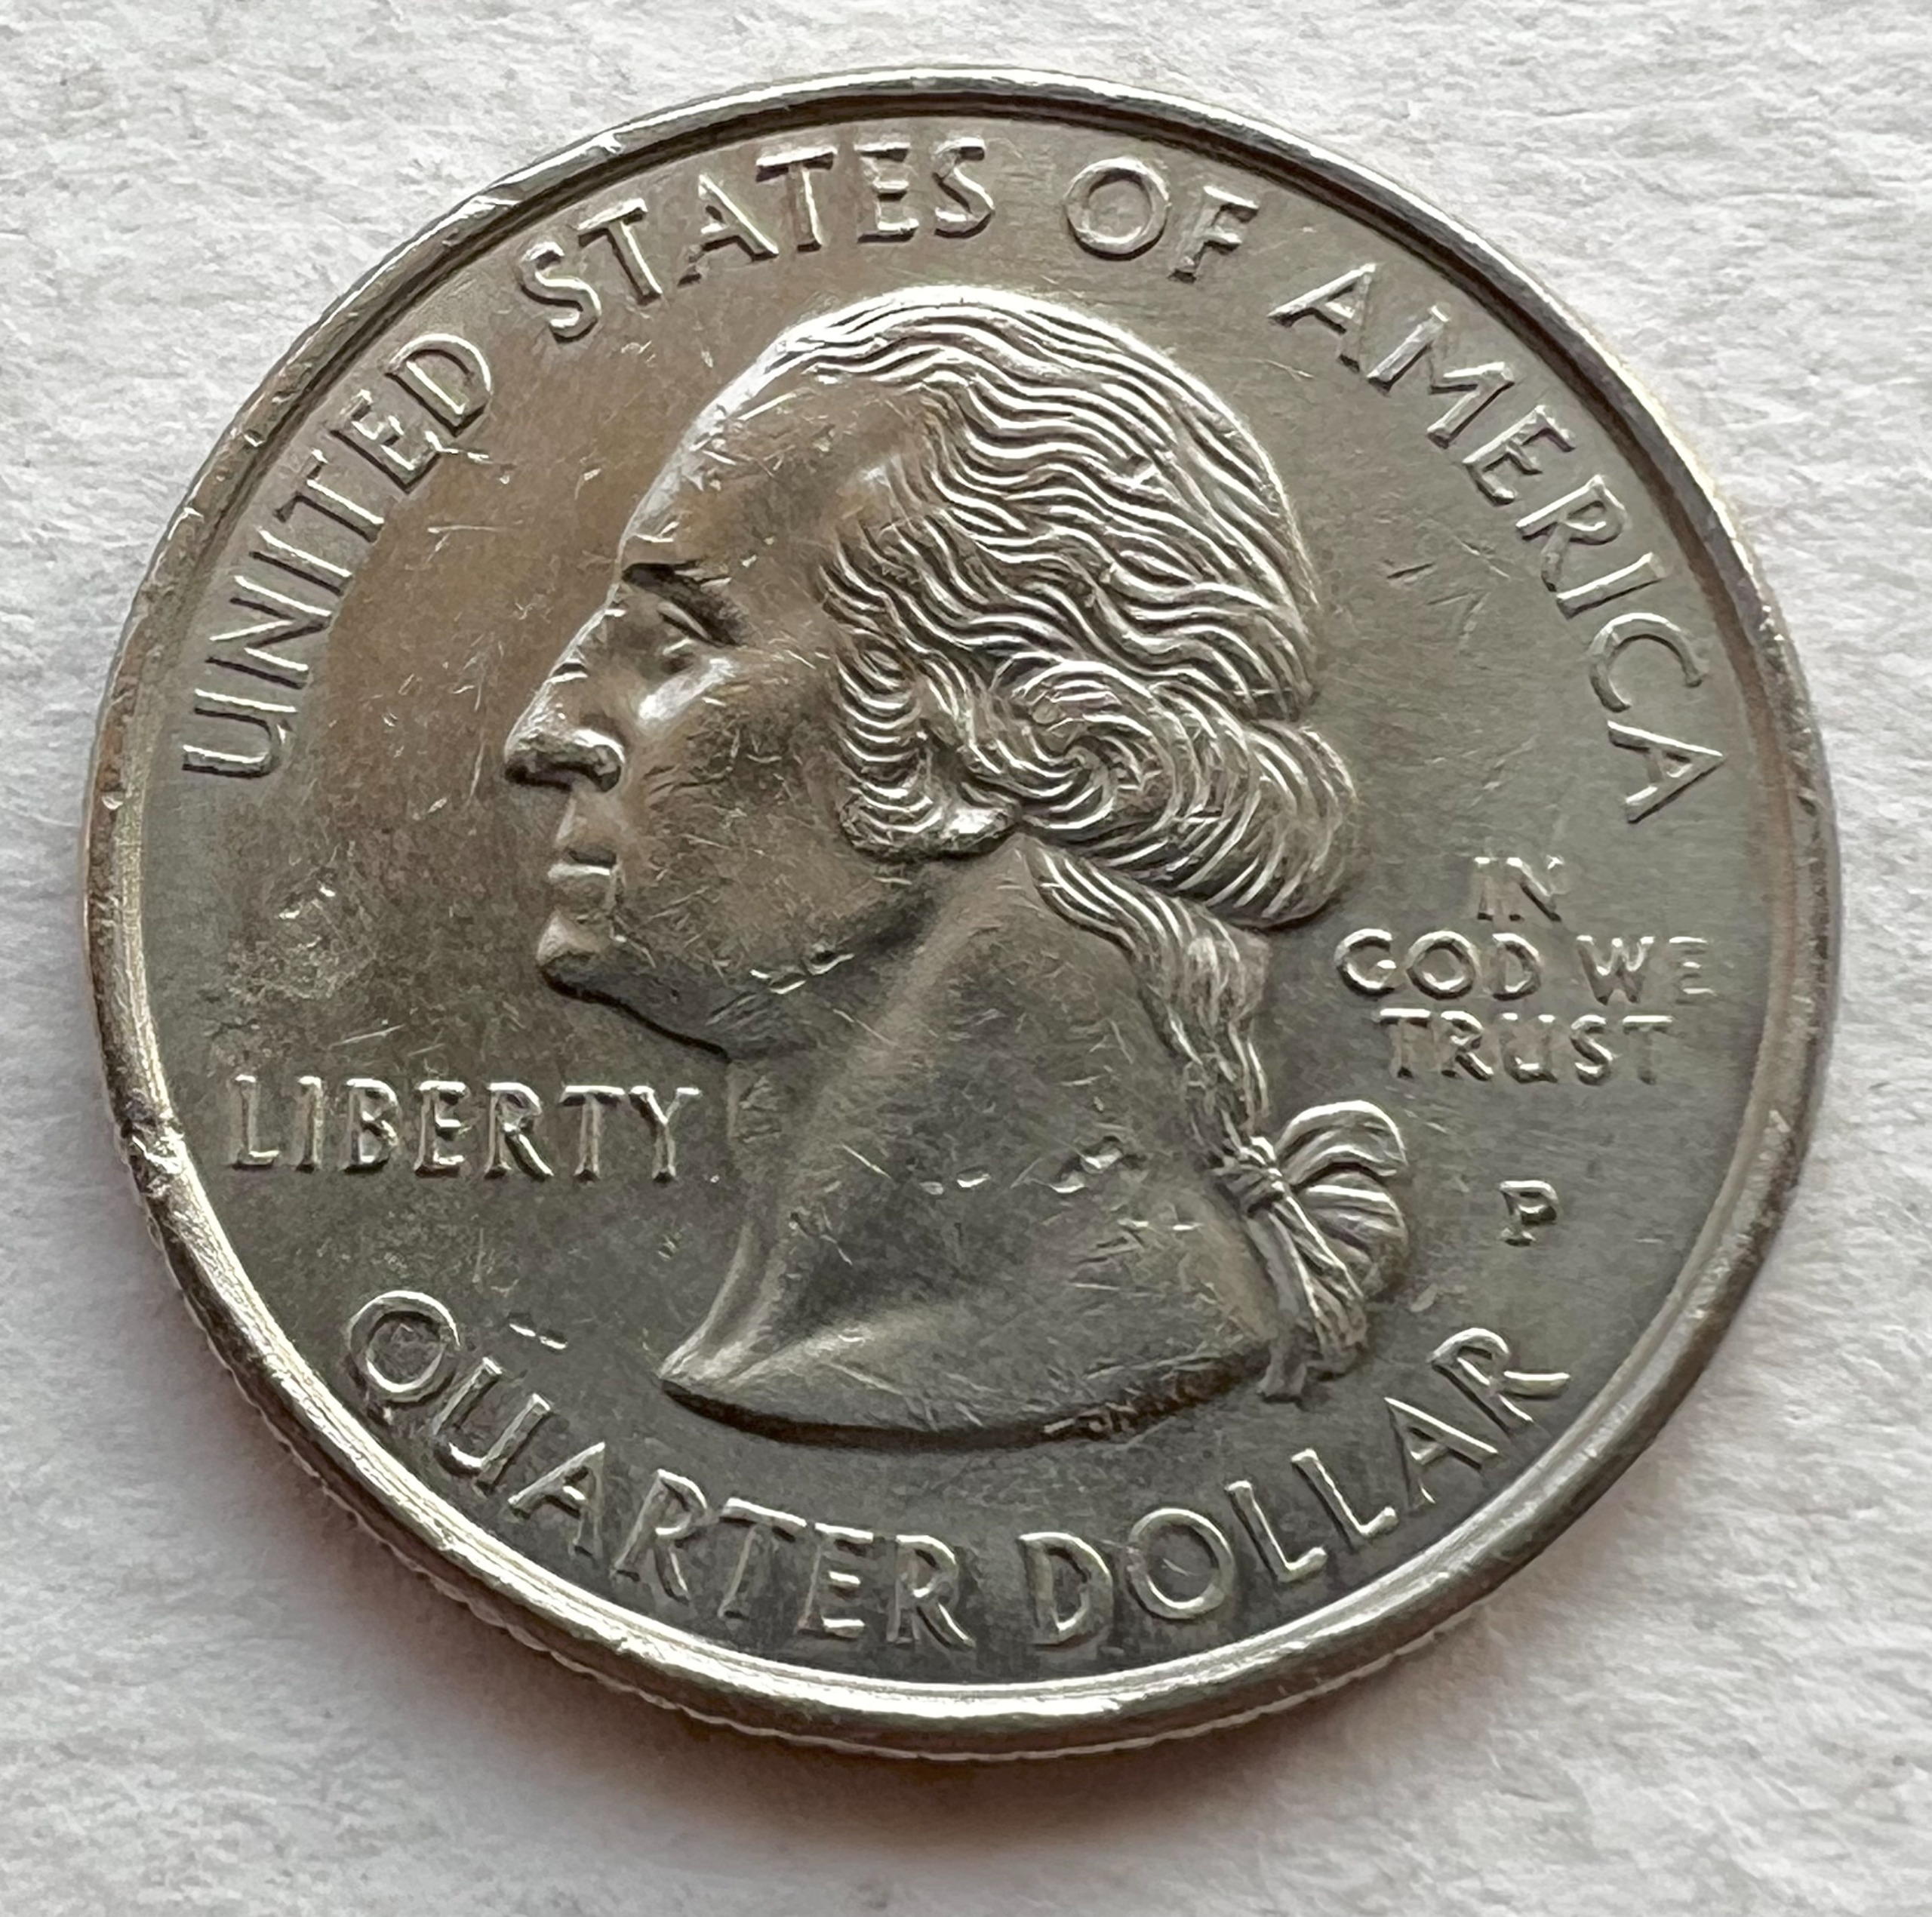 UNITED STATES OF AMERICA
LIBERTY
IN
GOD WE
TRUST
P
QUARTER DOLLAR